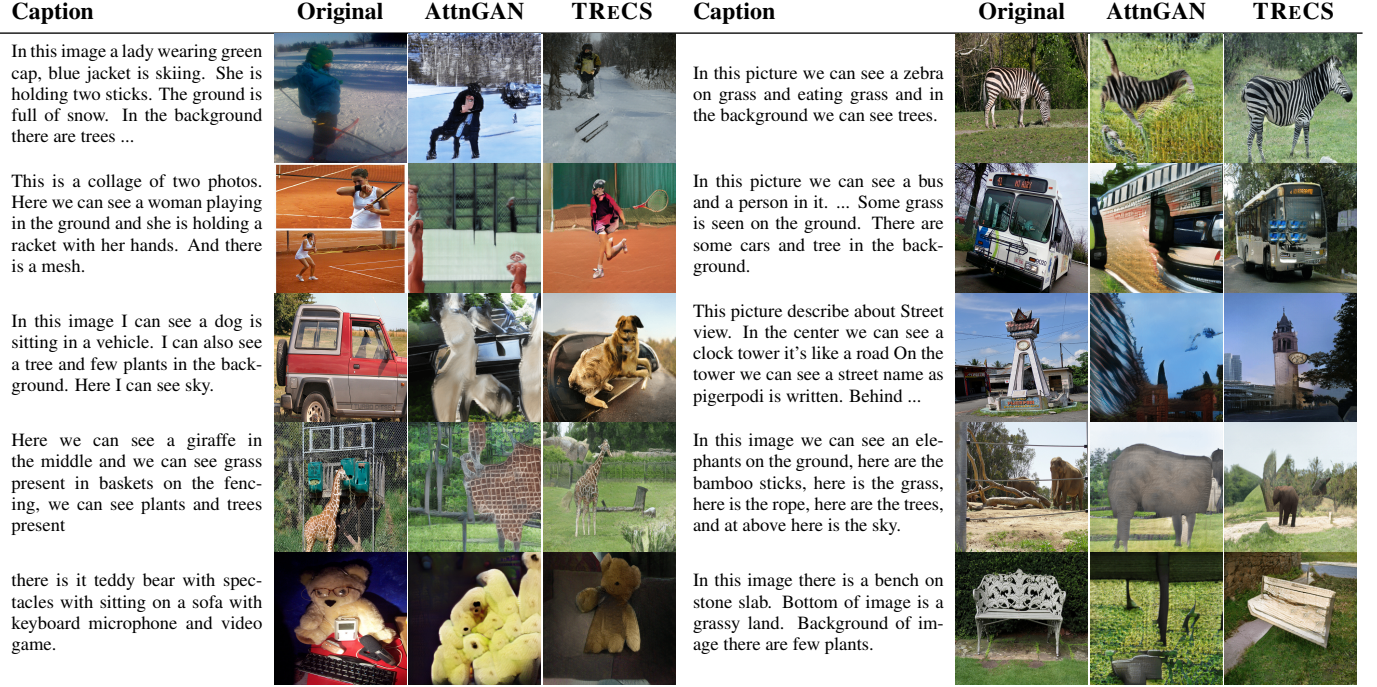 Caption Original AttnGAN TRECS Caption Original AttnGAN TRECS
In this image a lady wearing green
cap, blue jacket is skiing. She is
holding two sticks. The ground is
full of snow. In the background
there are trees ...
In this picture we can see a zebra
on grass and eating grass and in
the background we can see trees.
This is a collage of two photos.
Here we can see a woman playing
in the ground and she is holding a
racket with her hands. And there
is a mesh.
In this picture we can see a bus
and a person in it. ... Some grass
is seen on the ground. There are
some cars and tree in the back-
ground.
In this image I can see a dog is
sitting in a vehicle. I can also see
a tree and few plants in the back-
ground. Here I can see sky.
This picture describe about Street
view. In the center we can see a
clock tower it's like a road On the
tower we can see a street name as
pigerpodi is written. Behind ...
Here we can see a giraffe in
the middle and we can see grass
present in baskets on the fenc-
ing, we can see plants and trees
present
In this image we can see an ele-
phants on the ground, here are the
bamboo sticks, here is the grass,
here is the rope, here are the trees,
and at above here is the sky.
there is it teddy bear with spec-
tacles with sitting on a sofa with
keyboard microphone and video
game.
In this image there is a bench on
stone slab. Bottom of image is a
grassy land. Background of im-
age there are few plants.